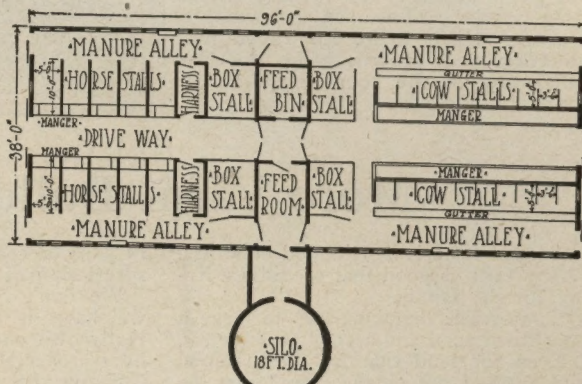 96'-0"
·MANURE ALLEY·
MANURE ALLEY
GUTTER
·HORSE STALLS
HARNESS
BOX STALL
FEED BIN
BOX STALL
COW STALLS
MANGER
38'-0"
·MANGER
·DRIVE WAY·
MANGER
·MANGER·
HORSE STALLS·
HARNESS
BOX STALL
·FEED ROOM
BOX STALL
COW STALL
GUTTER
·MANURE ALLEY·
MANURE ALLEY·
·SILO·
18 FT. DIA.